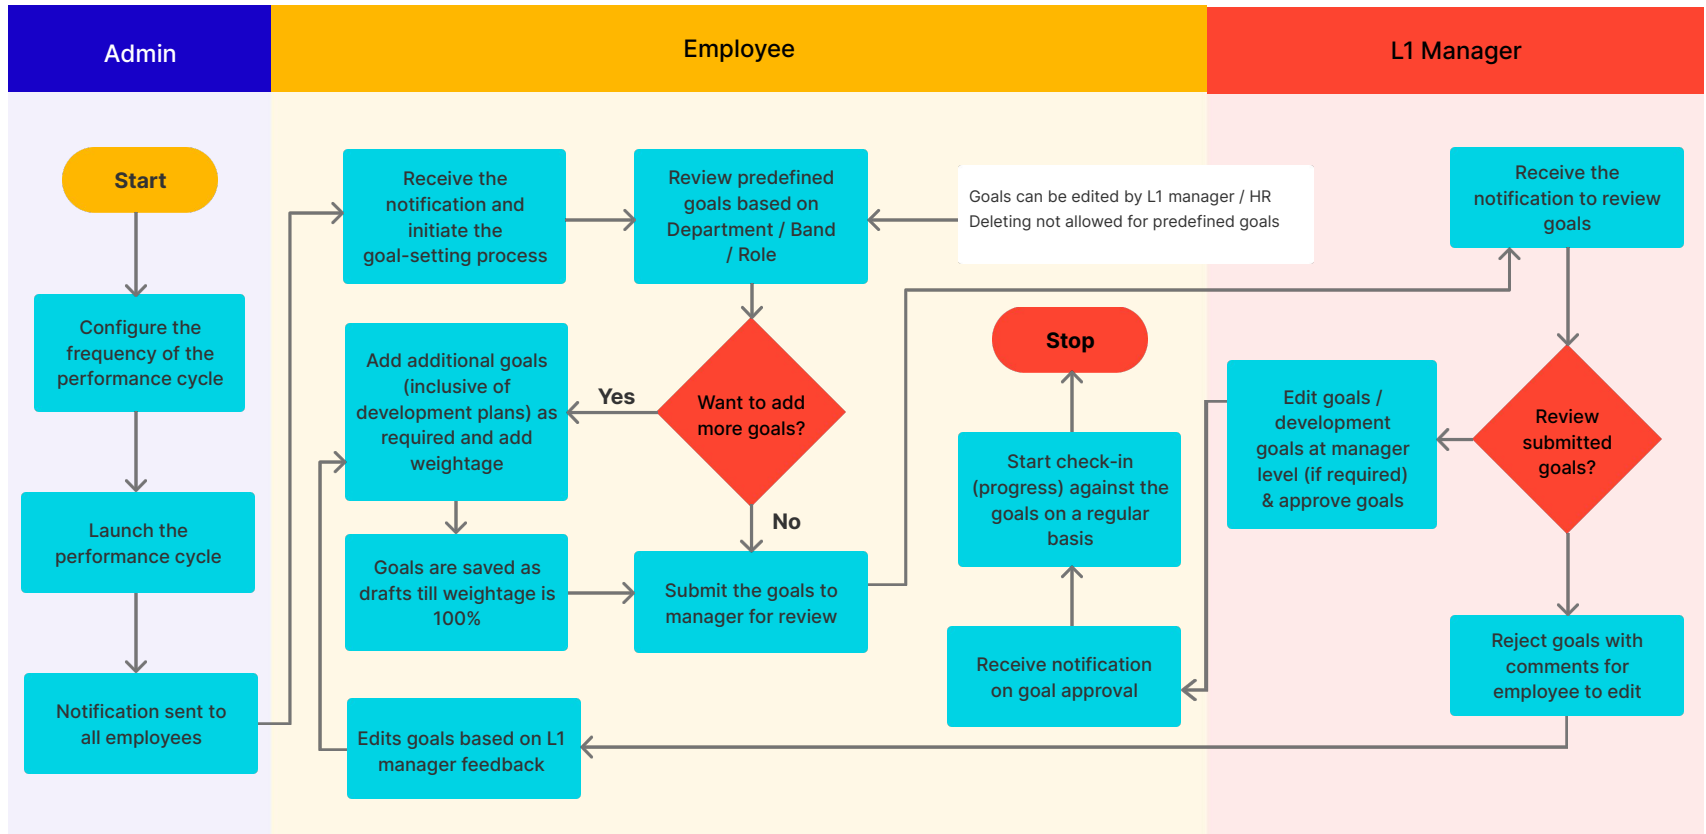 Admin
Employee
L1 Manager
Start
Configure the
frequency of the
performance cycle
Launch the
performance cycle
Notification sent to
all employees
Receive the
notification and
initiate the
goal-setting process
Review predefined
goals based on
Department / Band
/ Role
Goals can be edited by L1 manager / HR
Deleting not allowed for predefined goals
Want to add
more goals?
Yes
No
Add additional goals
(inclusive of
development plans) as
required and add
weightage
Goals are saved as
drafts till weightage is
100%
Submit the goals to
manager for review
Edits goals based on L1
manager feedback
Stop
Start check-in
(progress) against the
goals on a regular
basis
Receive notification
on goal approval
Receive the
notification to review
goals
Review
submitted
goals?
Edit goals /
development
goals at manager
level (if required)
& approve goals
Reject goals with
comments for
employee to edit